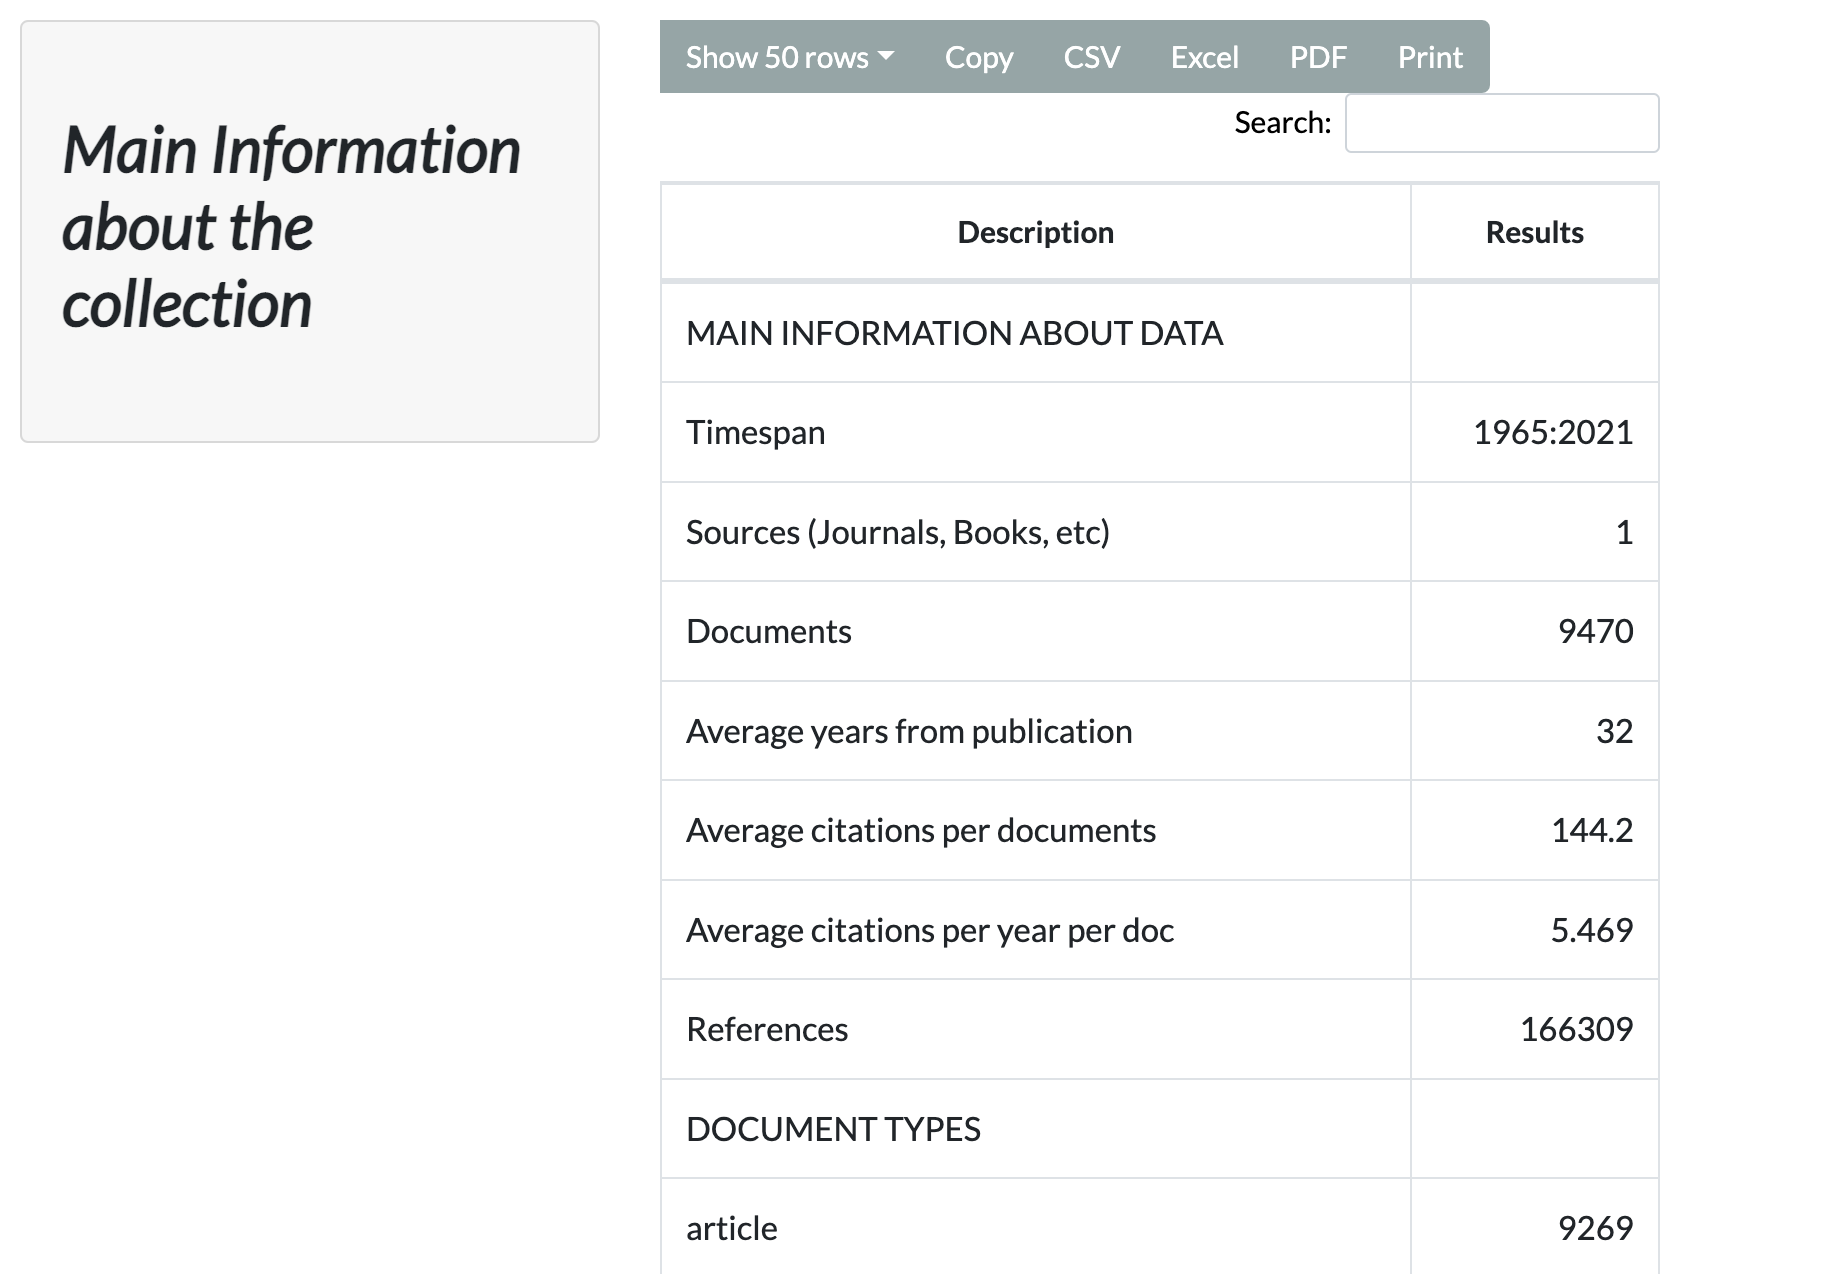 Main Information
about the
collection
Show 50 rows Copy CSV Excel PDF Print
Search:
Description Results
MAIN INFORMATION ABOUT DATA
Timespan 1965:2021
Sources (Journals, Books, etc) 1
Documents 9470
Average years from publication 32
Average citations per documents 144.2
Average citations per year per doc 5.469
References 166309
DOCUMENT TYPES
article 9269